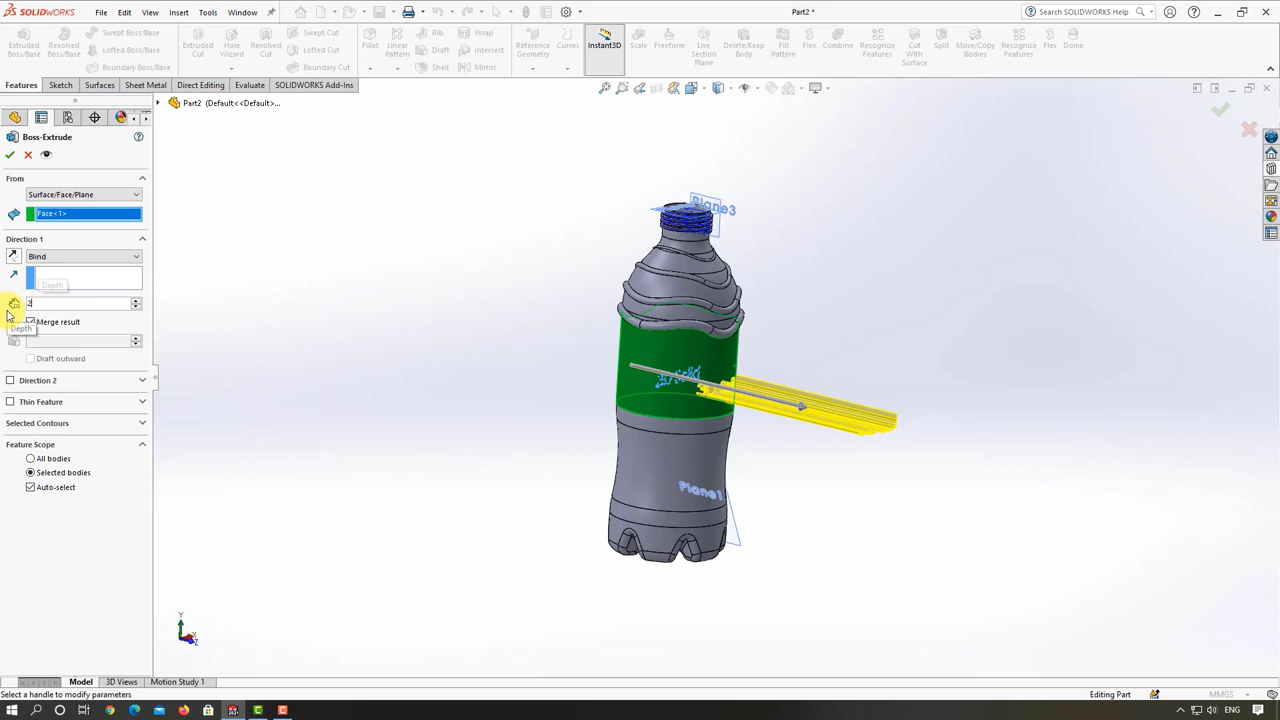 SOLIDWORKS File Edit View Insert Tools Window Part2 * Search SOLIDWORKS Help
Extruded Boss/Base Revolved Boss/Base Swept Boss/Base Lofted Boss/Base Boundary Boss/Base Extruded Cut Hole Wizard Revolved Cut Swept Cut Lofted Cut Boundary Cut Fillet Linear Pattern Rib Draft Shell Wrap Intersect Mirror Reference Geometry Curves Instant3D Scale Freeform Live Section Plane Delete/Keep Body Fill Pattern Flex Combine Recognize Features Cut With Surface Split Move/Copy Bodies Recognize Features Flex Dome
Features Sketch Surfaces Sheet Metal Direct Editing Evaluate SOLIDWORKS Add-Ins
Part2 (Default<<Default>...
Boss-Extrude
From
Surface/Face/Plane
Face<1>
Direction 1
Blind
Depth
2
Depth
Merge result
Draft outward
Direction 2
Thin Feature
Selected Contours
Feature Scope
All bodies
Selected bodies
Auto-select
Plane3
Plane1
Y
X
Z
Model 3D Views Motion Study 1
Select a handle to modify parameters Editing Part MMGS
ENG